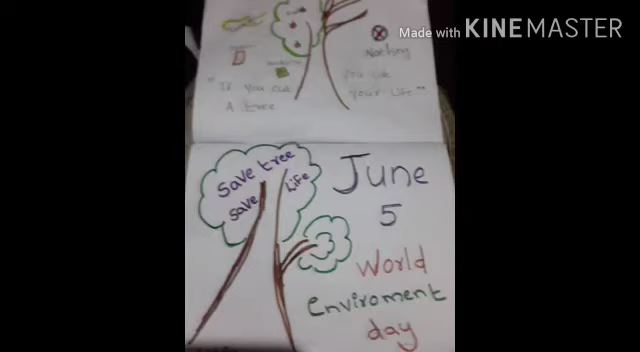 Made with KINEMASTER
Nothing
" If you cut
A tree
you cut
your life "
Save tree
Save Life
June
5
World
Enviroment
day